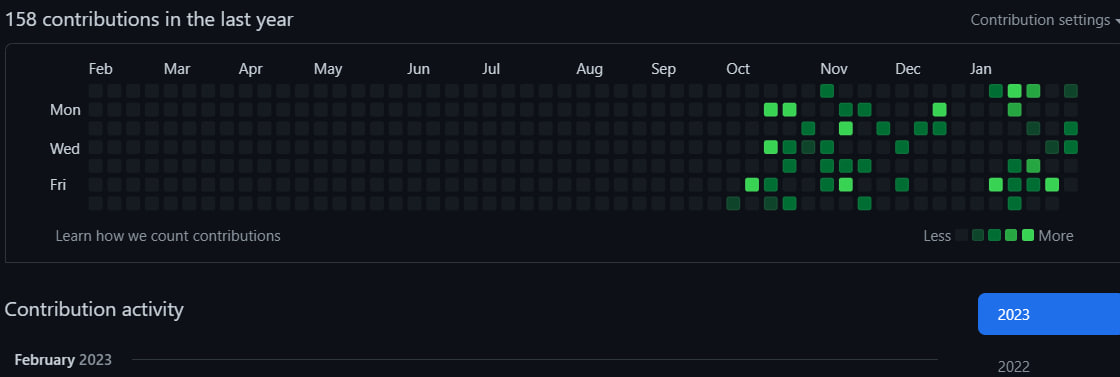 158 contributions in the last year
Contribution settings
Feb Mar Apr May Jun Jul Aug Sep Oct Nov Dec Jan
Mon
Wed
Fri
Learn how we count contributions
Less More
Contribution activity
2023
February 2023
2022